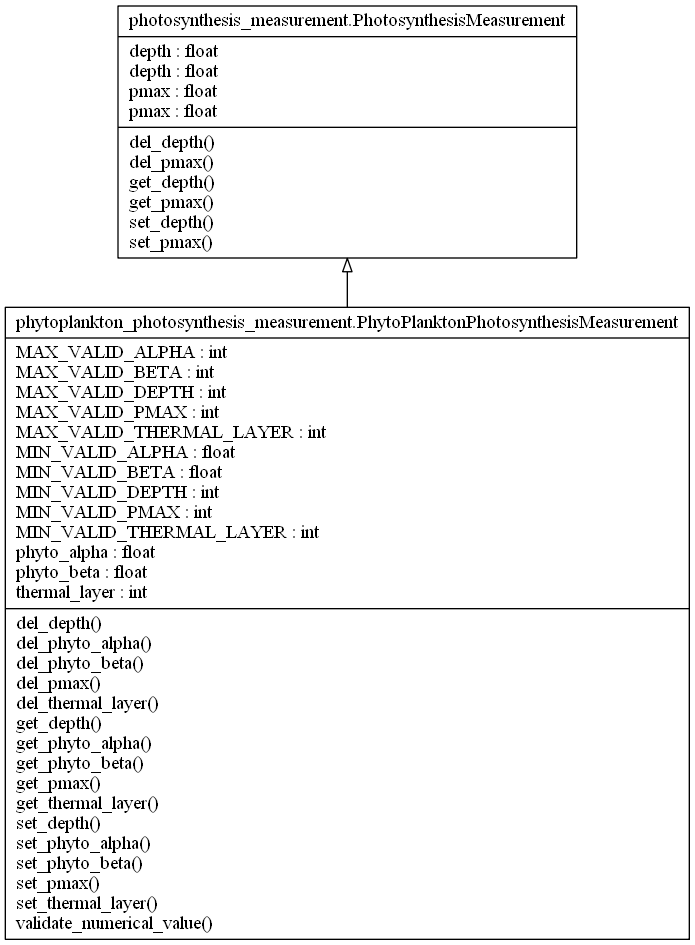 photosynthesis_measurement.PhotosynthesisMeasurement
depth : float
depth : float
pmax : float
pmax : float
del_depth()
del_pmax()
get_depth()
get_pmax()
set_depth()
set_pmax()
phytoplankton_photosynthesis_measurement.PhytoPlanktonPhotosynthesisMeasurement
MAX_VALID_ALPHA : int
MAX_VALID_BETA : int
MAX_VALID_DEPTH : int
MAX_VALID_PMAX : int
MAX_VALID_THERMAL_LAYER : int
MIN_VALID_ALPHA : float
MIN_VALID_BETA : float
MIN_VALID_DEPTH : int
MIN_VALID_PMAX : int
MIN_VALID_THERMAL_LAYER : int
phyto_alpha : float
phyto_beta : float
thermal_layer : int
del_depth()
del_phyto_alpha()
del_phyto_beta()
del_pmax()
del_thermal_layer()
get_depth()
get_phyto_alpha()
get_phyto_beta()
get_pmax()
get_thermal_layer()
set_depth()
set_phyto_alpha()
set_phyto_beta()
set_pmax()
set_thermal_layer()
validate_numerical_value()